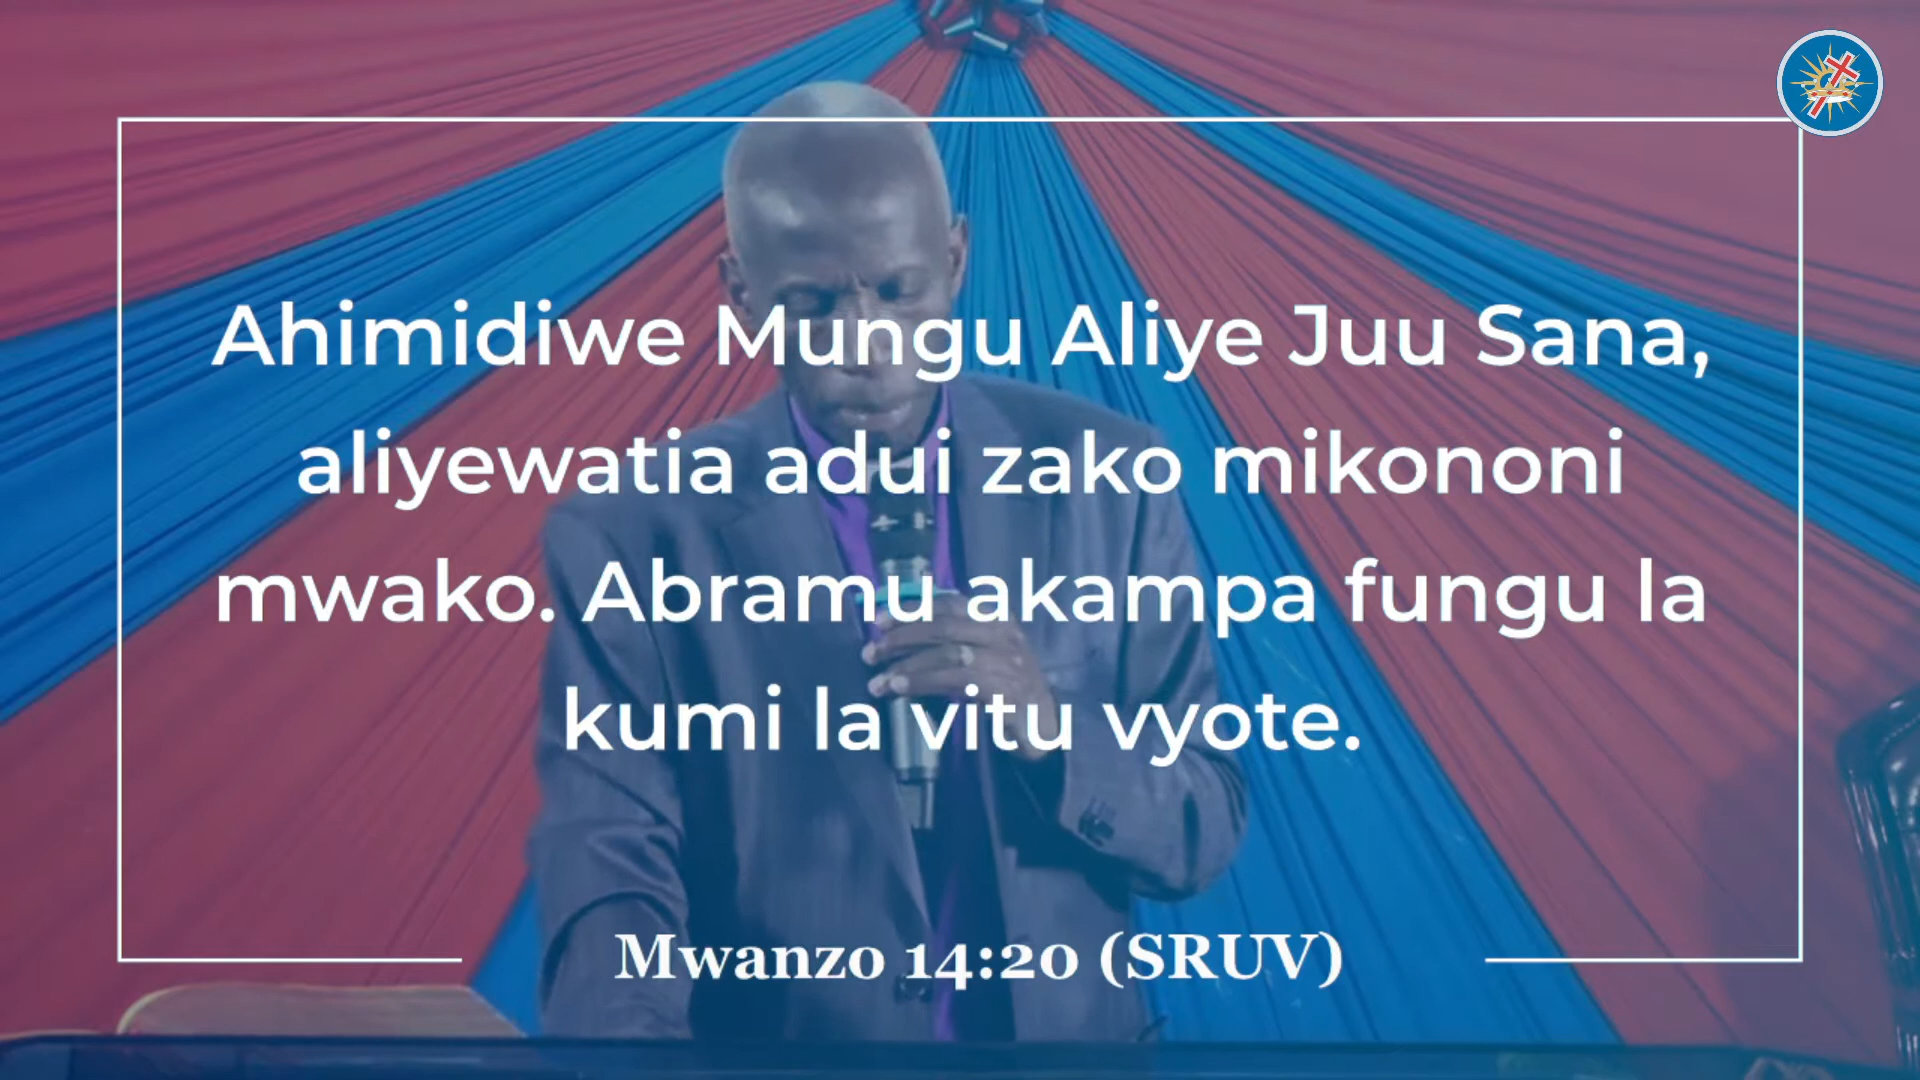 Ahimidiwe Mungu Aliye Juu Sana,
aliyewatia adui zako mikononi
mwako. Abramu akampa fungu la
kumi la vitu vyote.
Mwanzo 14:20 (SRUV)